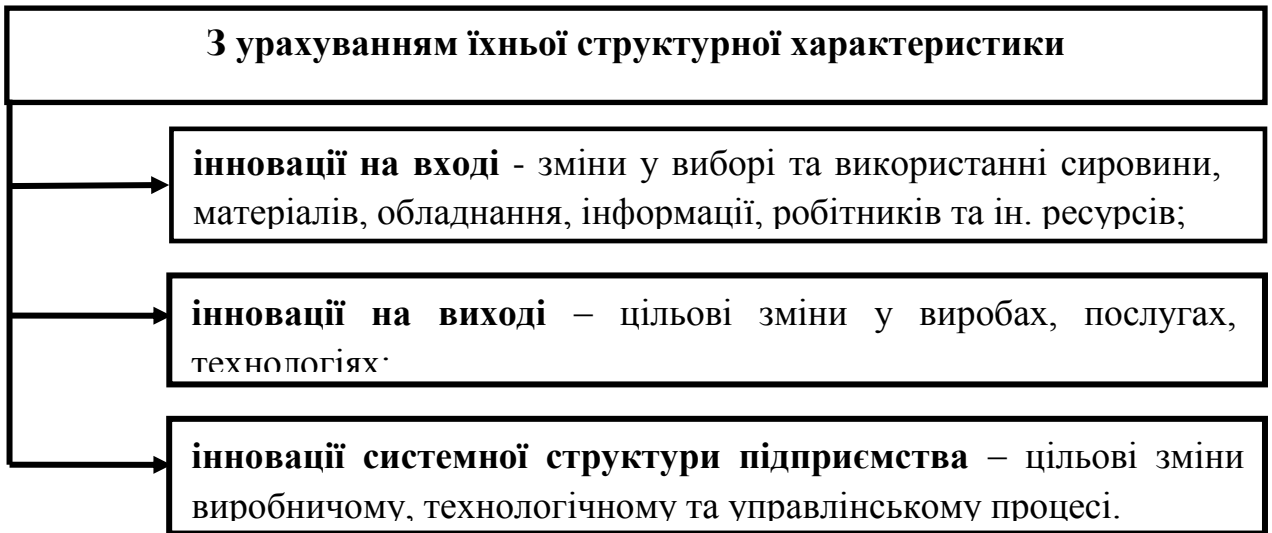 З урахуванням їхньої структурної характеристики
інновації на вході - зміни у виборі та використанні сировини,
матеріалів, обладнання, інформації, робітників та ін. ресурсів;
інновації на виході – цільові зміни у виробах, послугах,
технологіях;
інновації системної структури підприємства – цільові зміни
виробничому, технологічному та управлінському процесі.